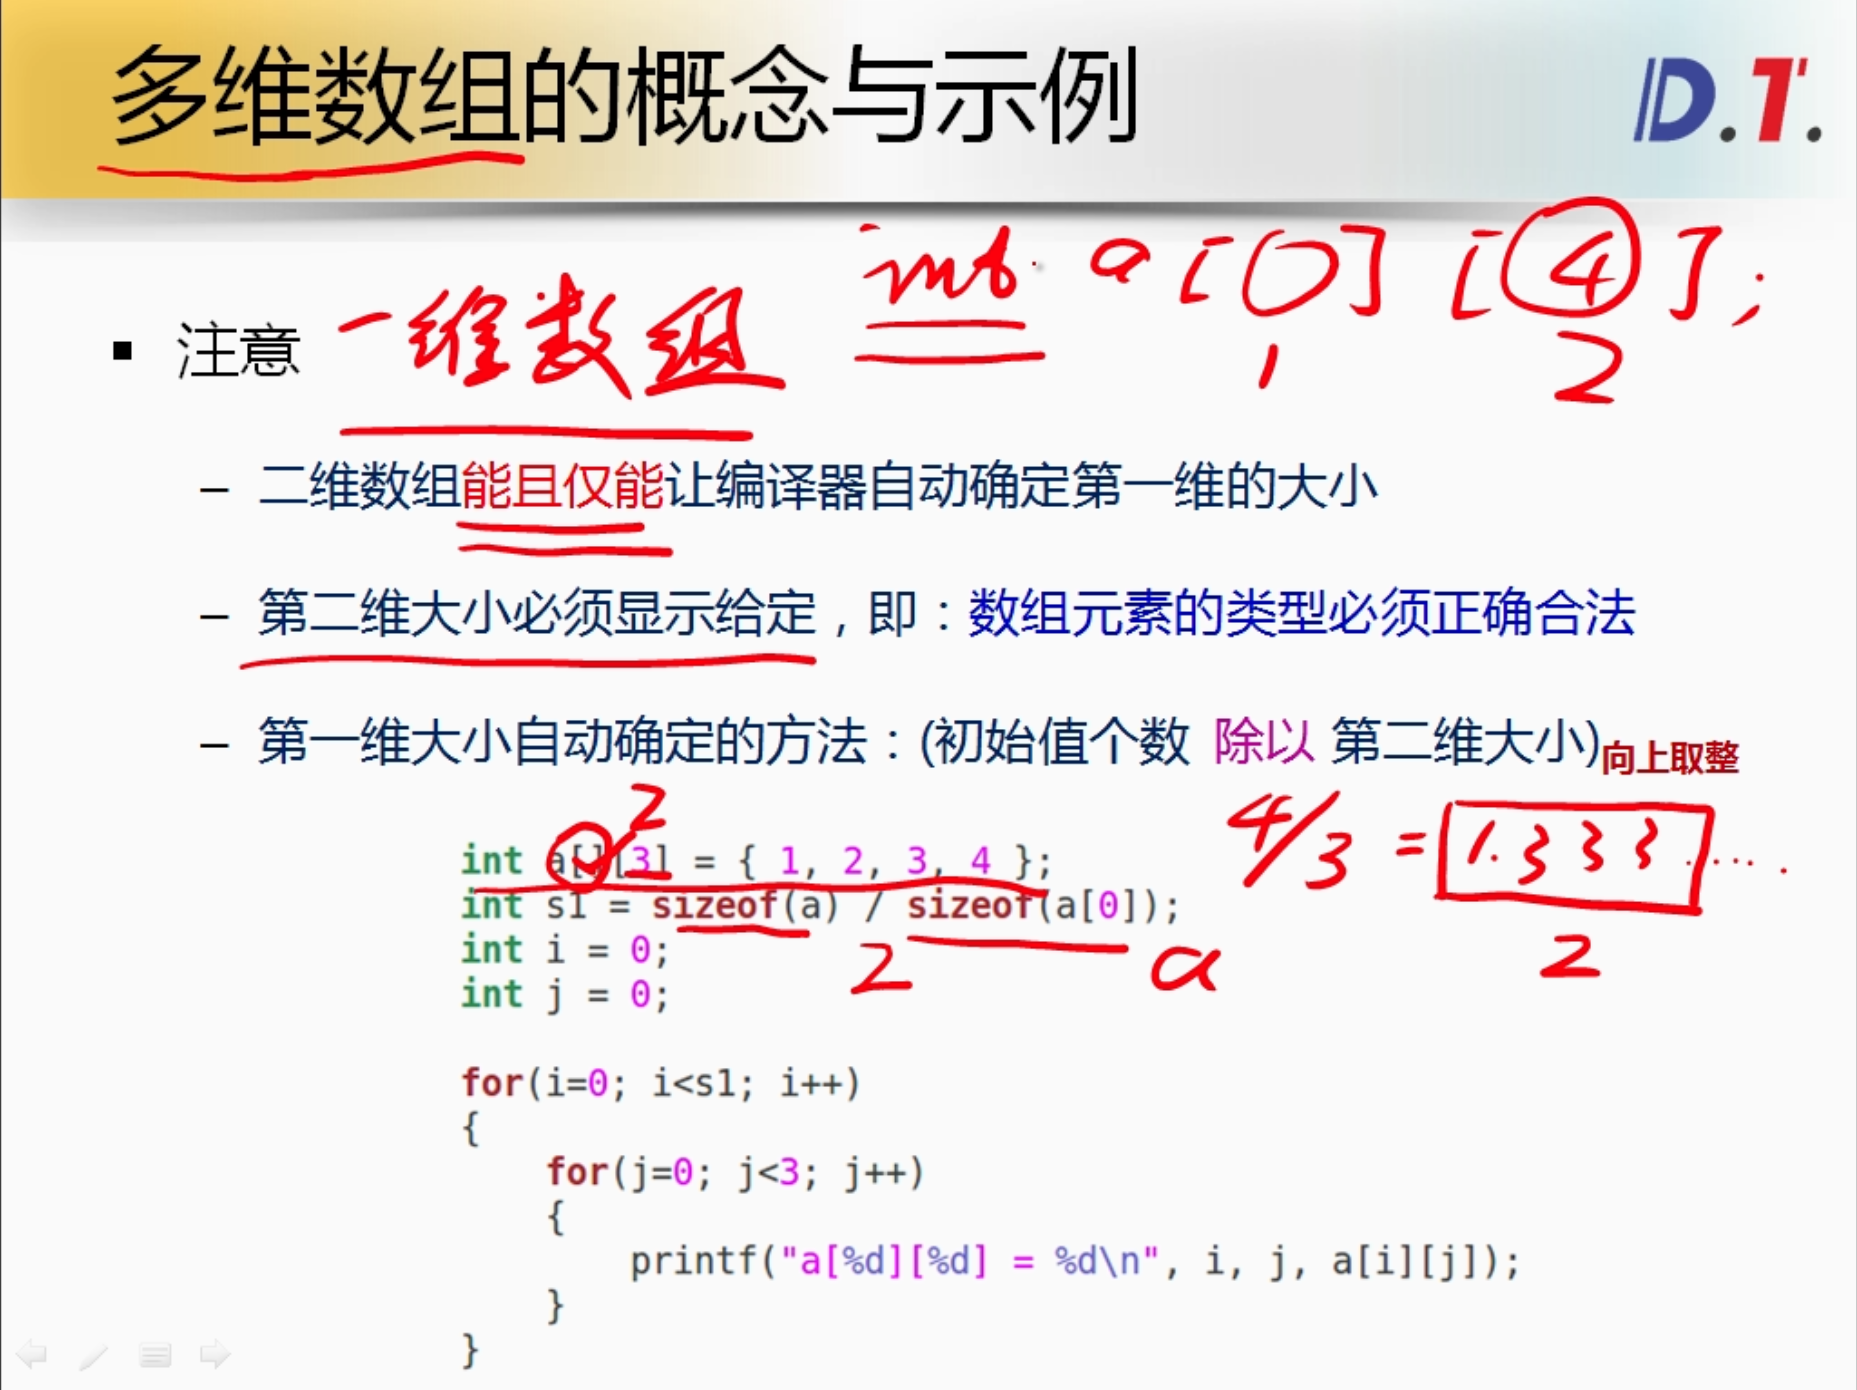 多维数组的概念与示例
D.T.
int a[ ][4];
注意 一维数组
1 2
– 二维数组能且仅能让编译器自动确定第一维的大小
– 第二维大小必须显示给定，即：数组元素的类型必须正确合法
– 第一维大小自动确定的方法：(初始值个数 除以 第二维大小)向上取整
2
4/3 = 1.333....
int a[][3] = { 1, 2, 3, 4 };
int s1 = sizeof(a) / sizeof(a[0]);
2 a 2
int i = 0;
int j = 0;
for(i=0; i<s1; i++)
{
for(j=0; j<3; j++)
{
printf("a[%d][%d] = %d\n", i, j, a[i][j]);
}
}